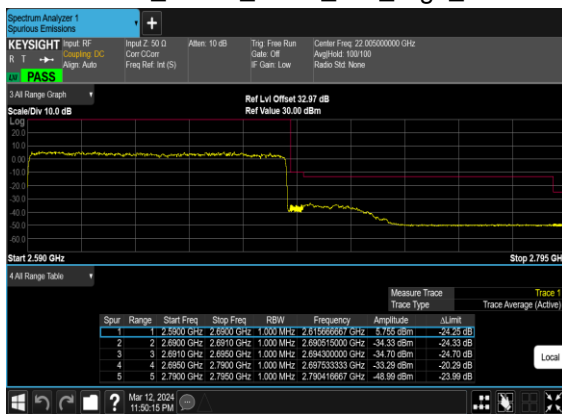 Spectrum Analyzer 1
Spurious Emissions
KEYSIGHT Input: RF Input Z: 50 Ω Atten: 10 dB Trig: Free Run Center Freq: 22.005000000 GHz
R T Coupling: DC Corr CCorr Gate: Off Avg|Hold: 100/100
Align: Auto Freq Ref: Int (S) IF Gain: Low Radio Std: None
PASS
3 All Range Graph
Ref Lvl Offset 32.97 dB
Scale/Div 10.0 dB Ref Value 30.00 dBm
Log
20.0
10.0
0.00
-10.0
-20.0
-30.0
-40.0
-50.0
-60.0
Start 2.590 GHz Stop 2.795 GH
4 All Range Table
Measure Trace Trace 1
Trace Type Trace Average (Active)
Spur Range Start Freq Stop Freq RBW Frequency Amplitude ΔLimit
1 1 2.5900 GHz 2.6900 GHz 1.000 MHz 2.615666667 GHz 5.755 dBm -24.25 dB
2 2 2.6900 GHz 2.6910 GHz 1.000 MHz 2.690515000 GHz -34.33 dBm -24.33 dB
3 3 2.6910 GHz 2.6950 GHz 1.000 MHz 2.694300000 GHz -34.70 dBm -24.70 dB
4 4 2.6950 GHz 2.7900 GHz 1.000 MHz 2.697533333 GHz -33.29 dBm -20.29 dB
5 5 2.7900 GHz 2.7950 GHz 1.000 MHz 2.790416667 GHz -48.99 dBm -23.99 dB
Local
? Mar 12, 2024
11:50:15 PM